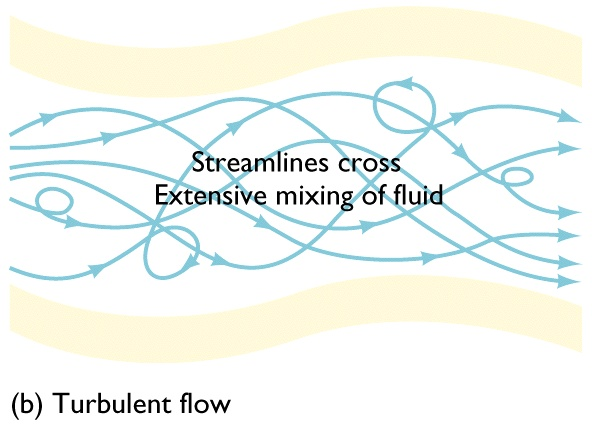 Streamlines cross
Extensive mixing of fluid
(b) Turbulent flow